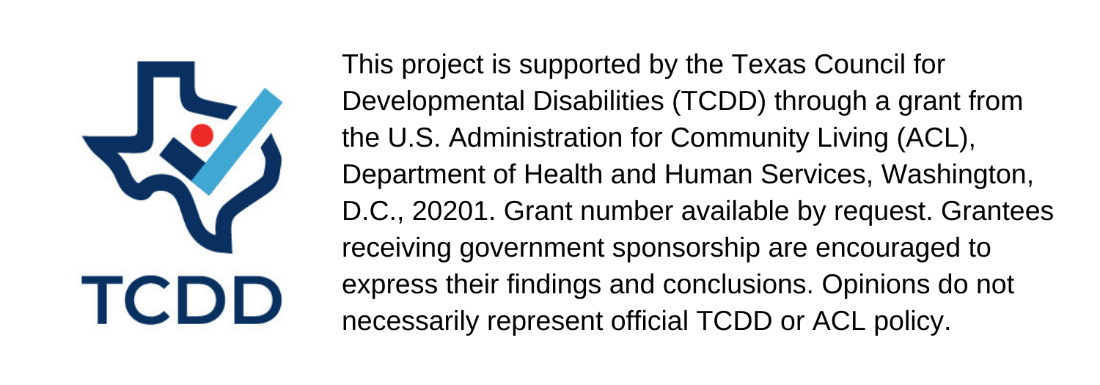 This project is supported by the Texas Council for
Developmental Disabilities (TCDD) through a grant from
the U.S. Administration for Community Living (ACL),
Department of Health and Human Services, Washington,
D.C., 20201. Grant number available by request. Grantees
receiving government sponsorship are encouraged to
express their findings and conclusions. Opinions do not
necessarily represent official TCDD or ACL policy.
TCDD